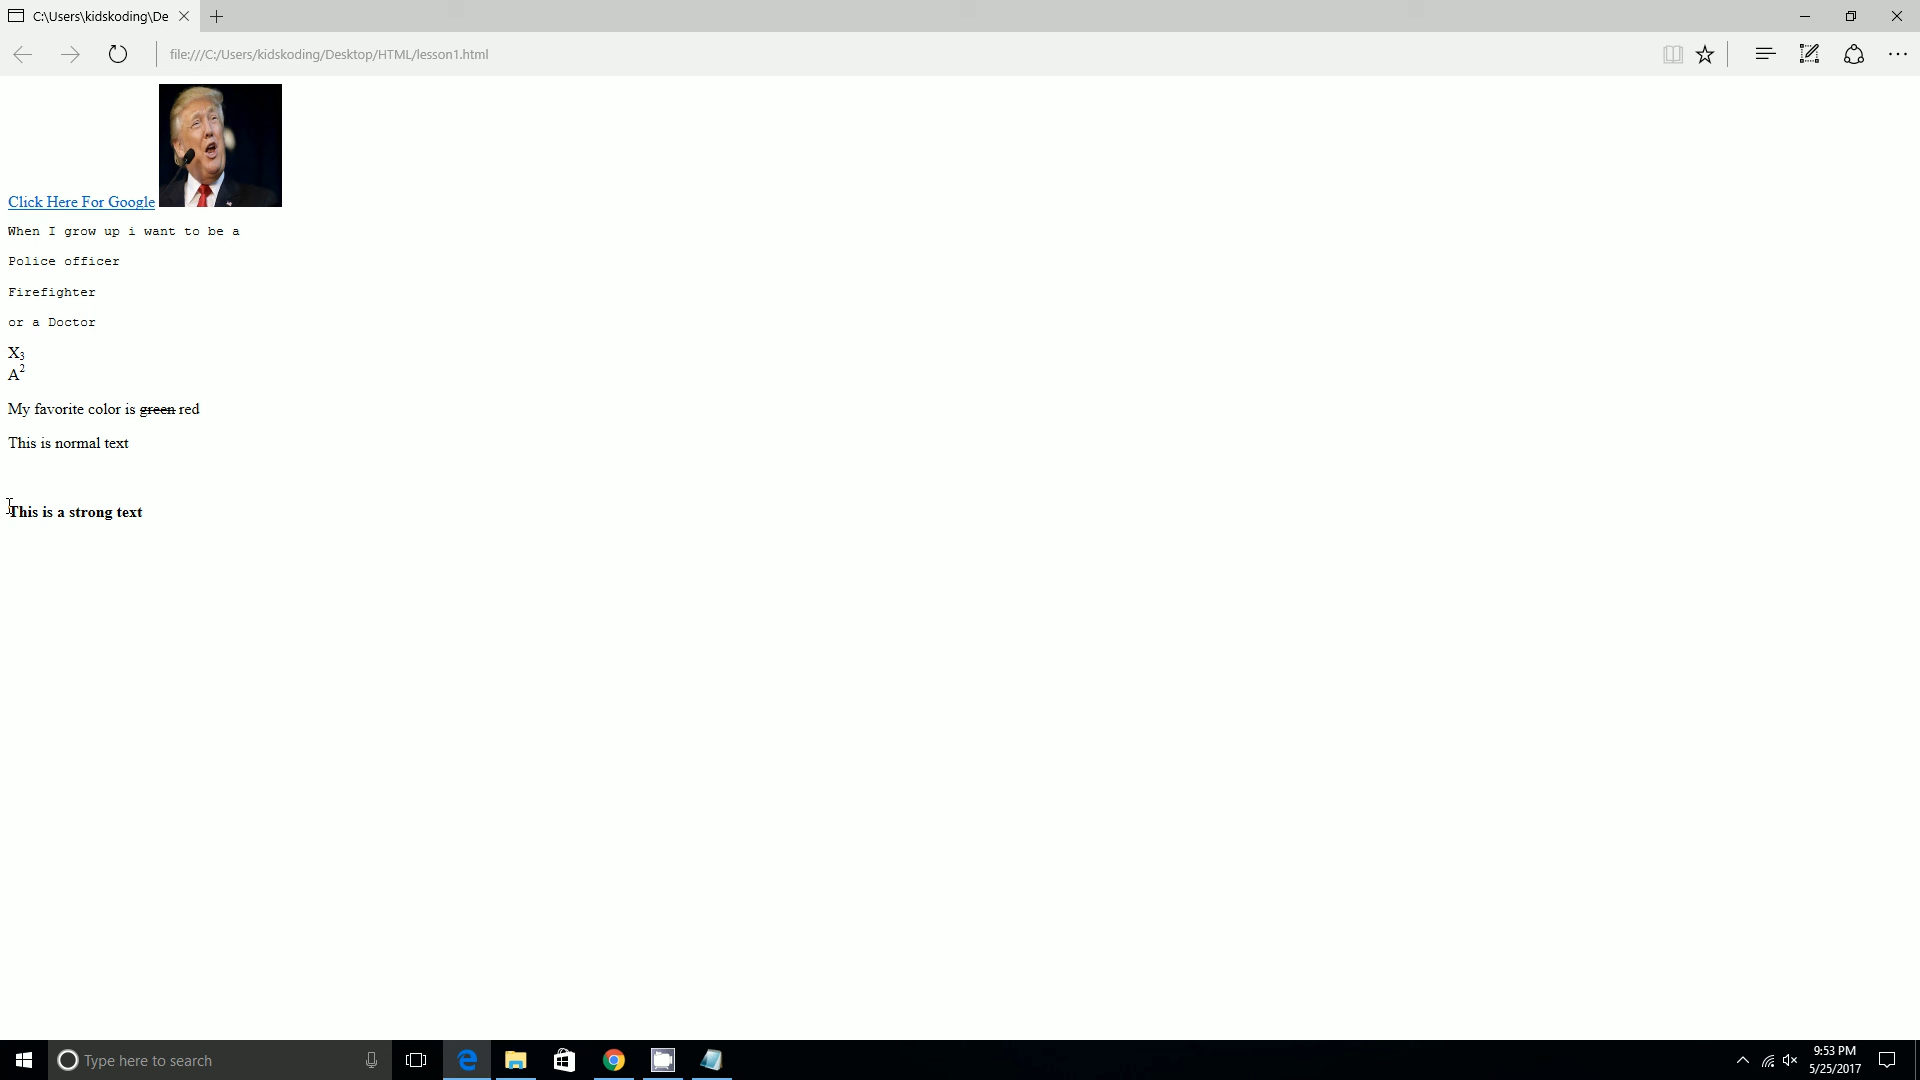 C:\Users\kidskoding\De
file:///C:/Users/kidskoding/Desktop/HTML/lesson1.html
Click Here For Google
When I grow up i want to be a
Police officer
Firefighter
or a Doctor
X₃
A²
My favorite color is green red
This is normal text
This is a strong text
Type here to search
9:53 PM
5/25/2017